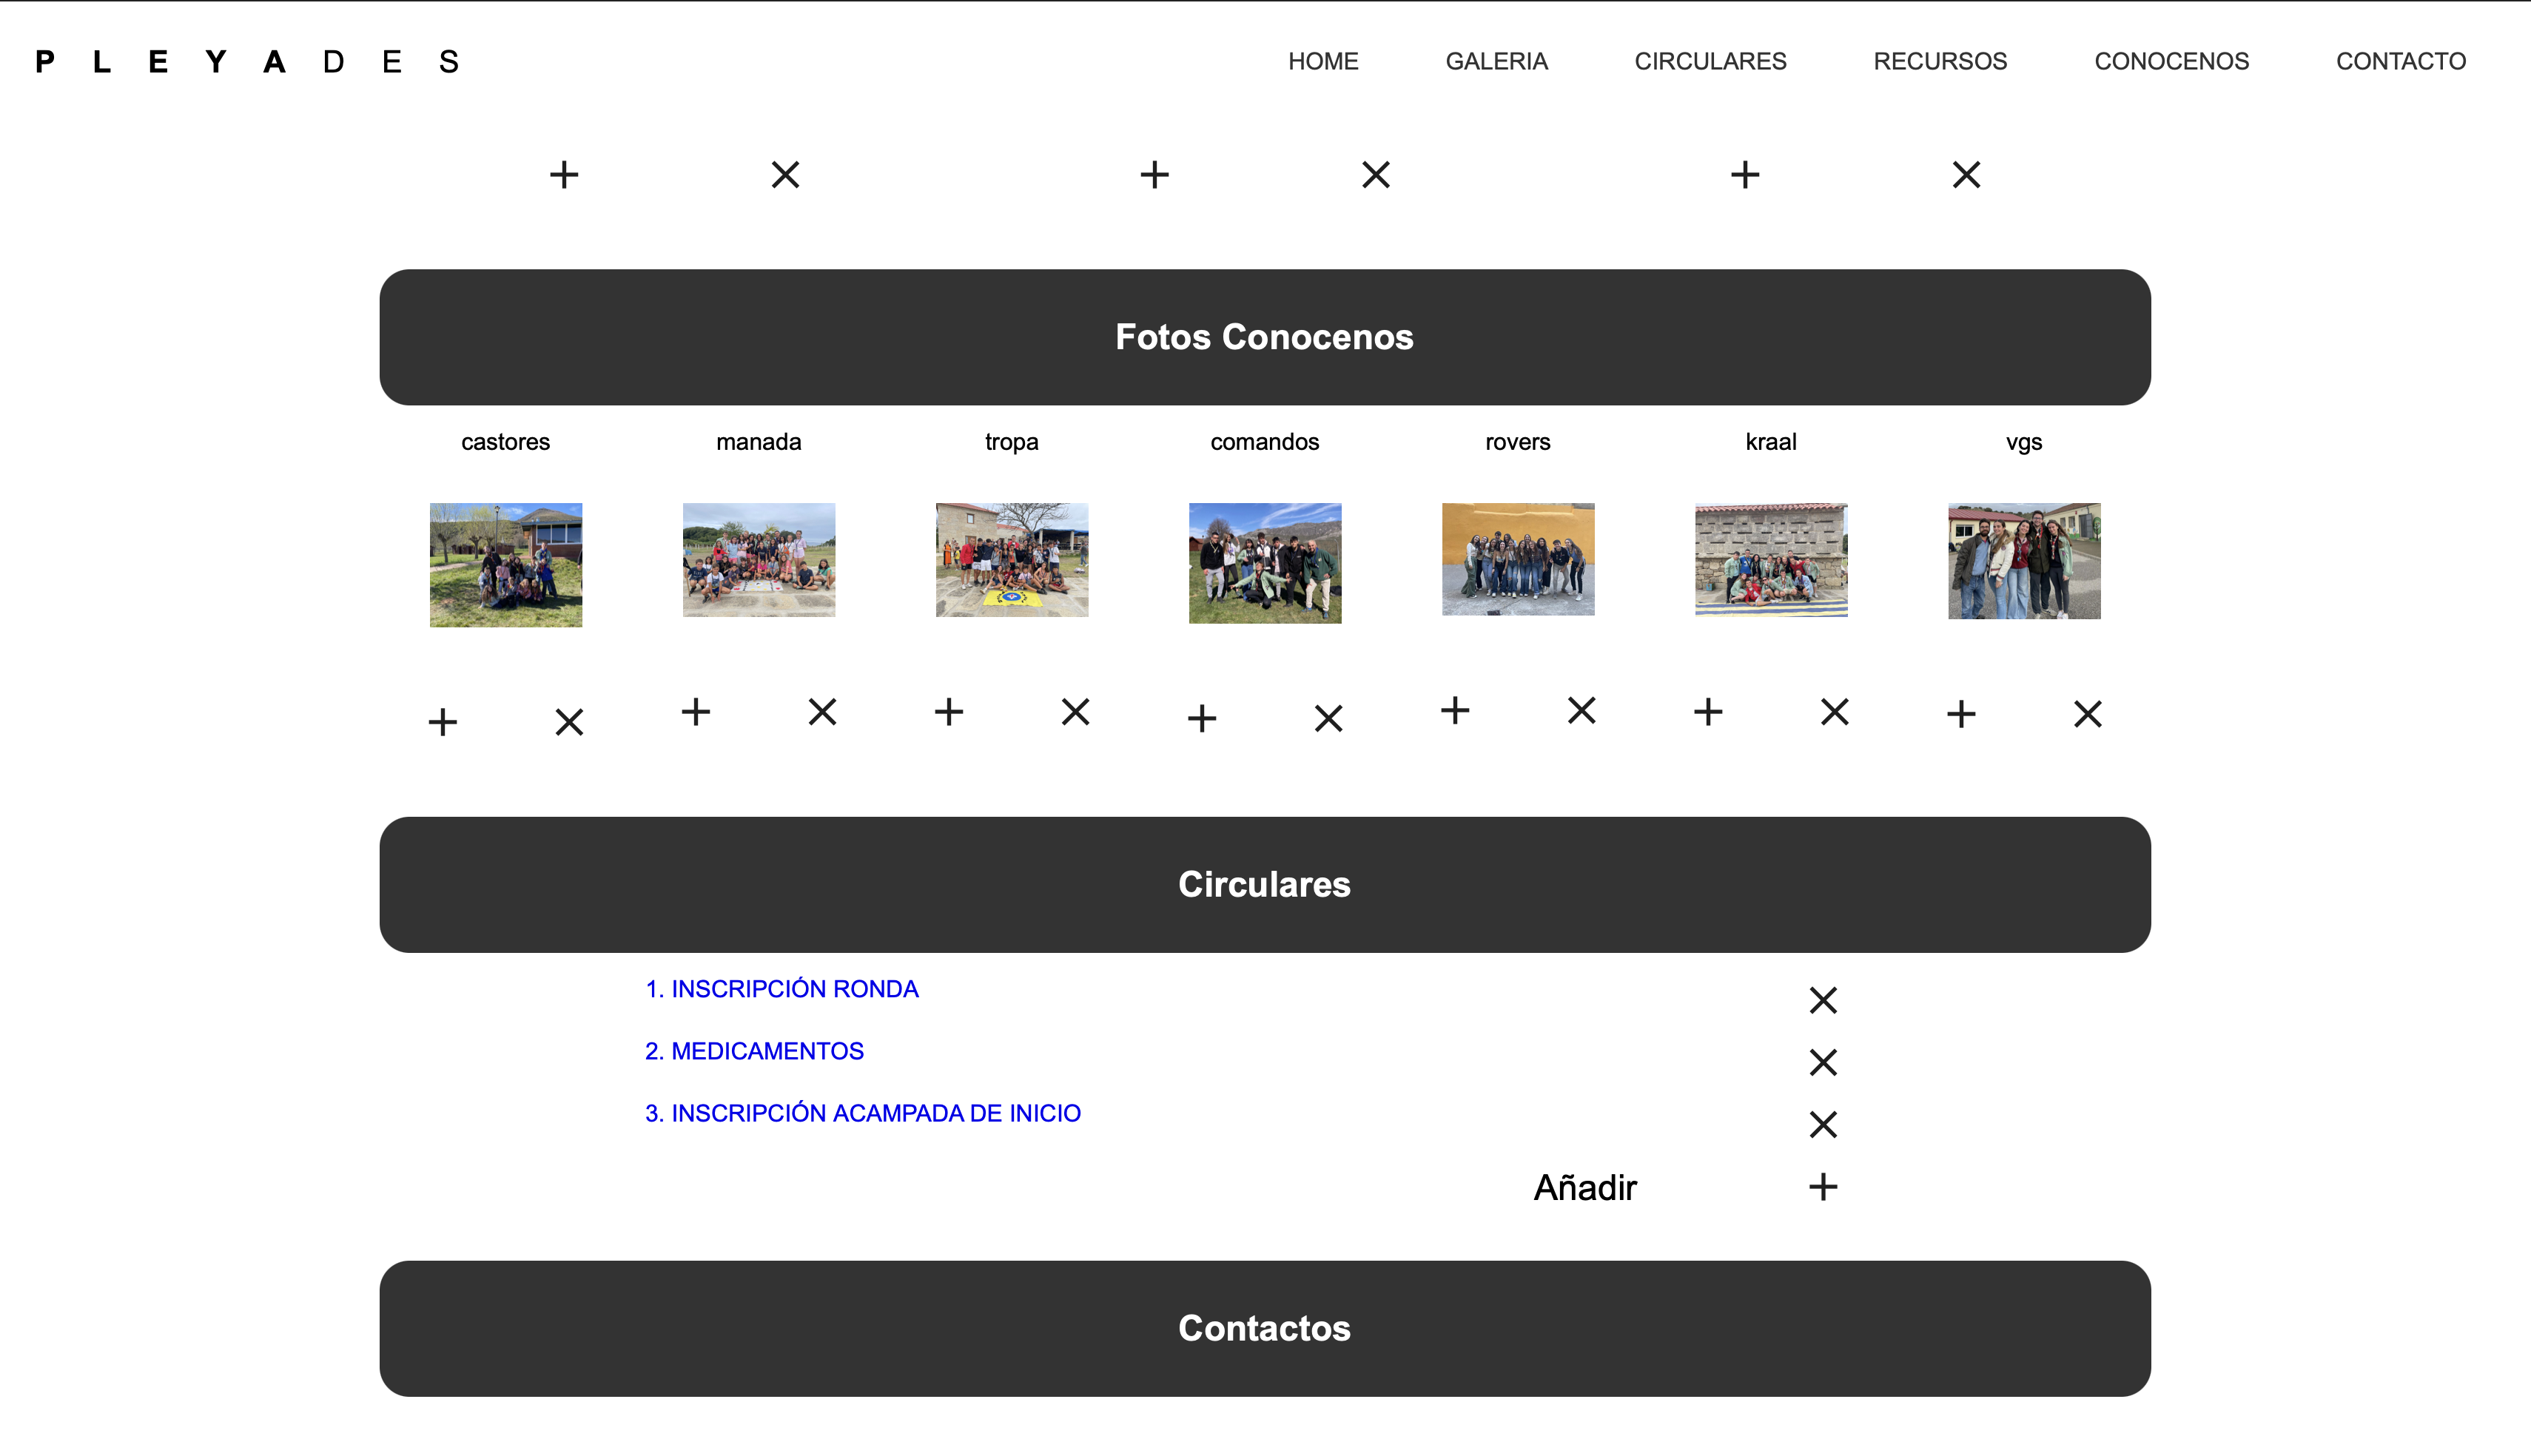 PLEYADES
HOME GALERIA CIRCULARES RECURSOS CONOCENOS CONTACTO
Fotos Conocenos
castores manada tropa comandos rovers kraal vgs
Circulares
1. INSCRIPCIÓN RONDA
2. MEDICAMENTOS
3. INSCRIPCIÓN ACAMPADA DE INICIO
Añadir
Contactos